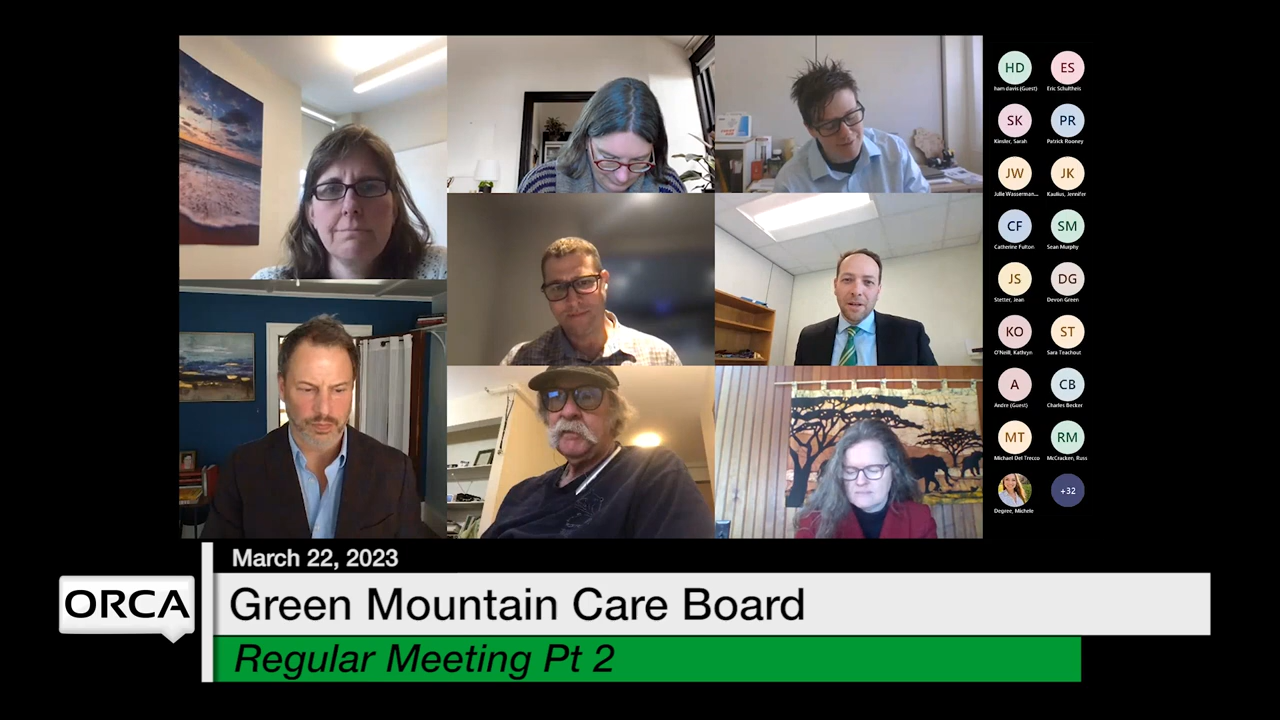 HD
ES
ham davis (Guest)
Eric Schultheis
SK
PR
Kinsler, Sarah
Patrick Rooney
JW
JK
Julie Wasserman...
Kaulius, Jennifer
CF
SM
Catherine Fulton
Sean Murphy
JS
DG
Stetter, Jean
Devon Green
KO
ST
O'Neill, Kathryn
Sara Teachout
A
CB
Andre (Guest)
Charles Becker
MT
RM
Michael Del Trecco
McCracken, Russ
+32
Degree, Michele
March 22, 2023
ORCA
Green Mountain Care Board
Regular Meeting Pt 2